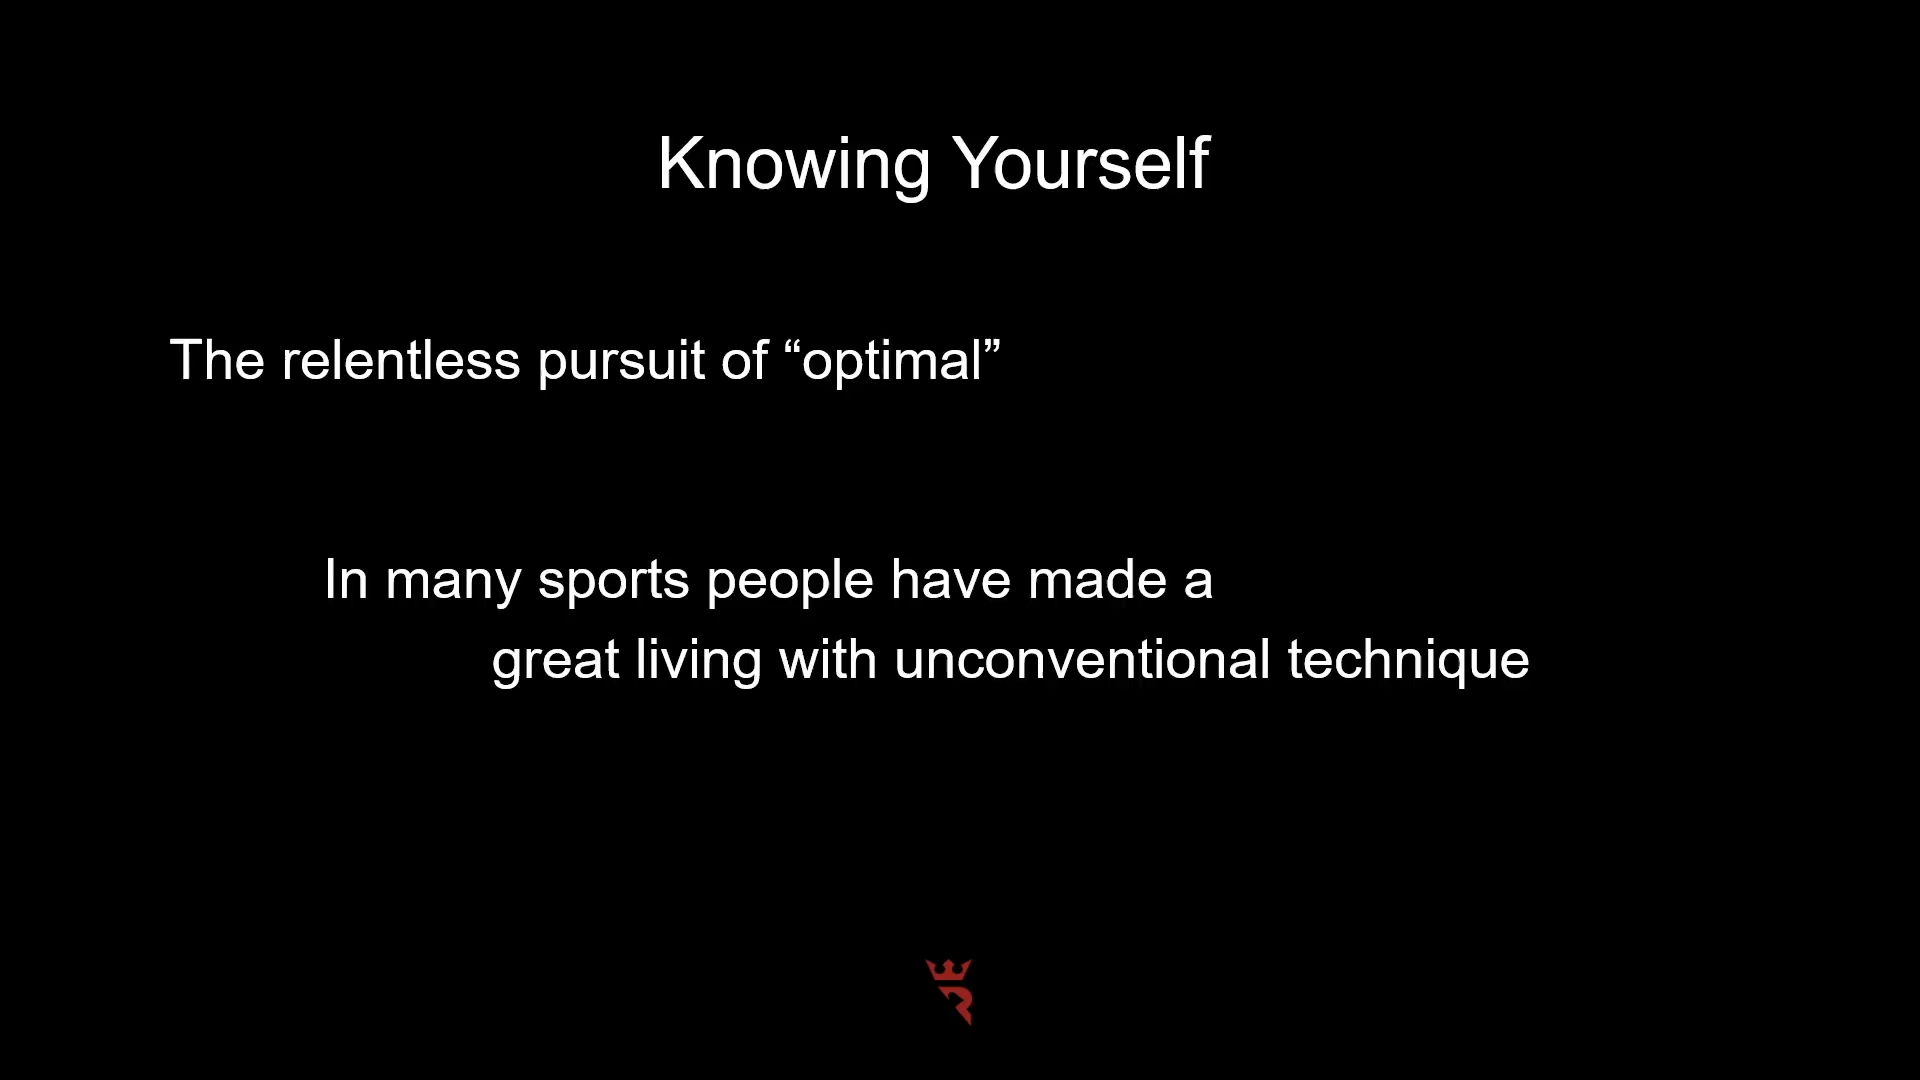 Knowing Yourself
The relentless pursuit of “optimal”
In many sports people have made a
great living with unconventional technique